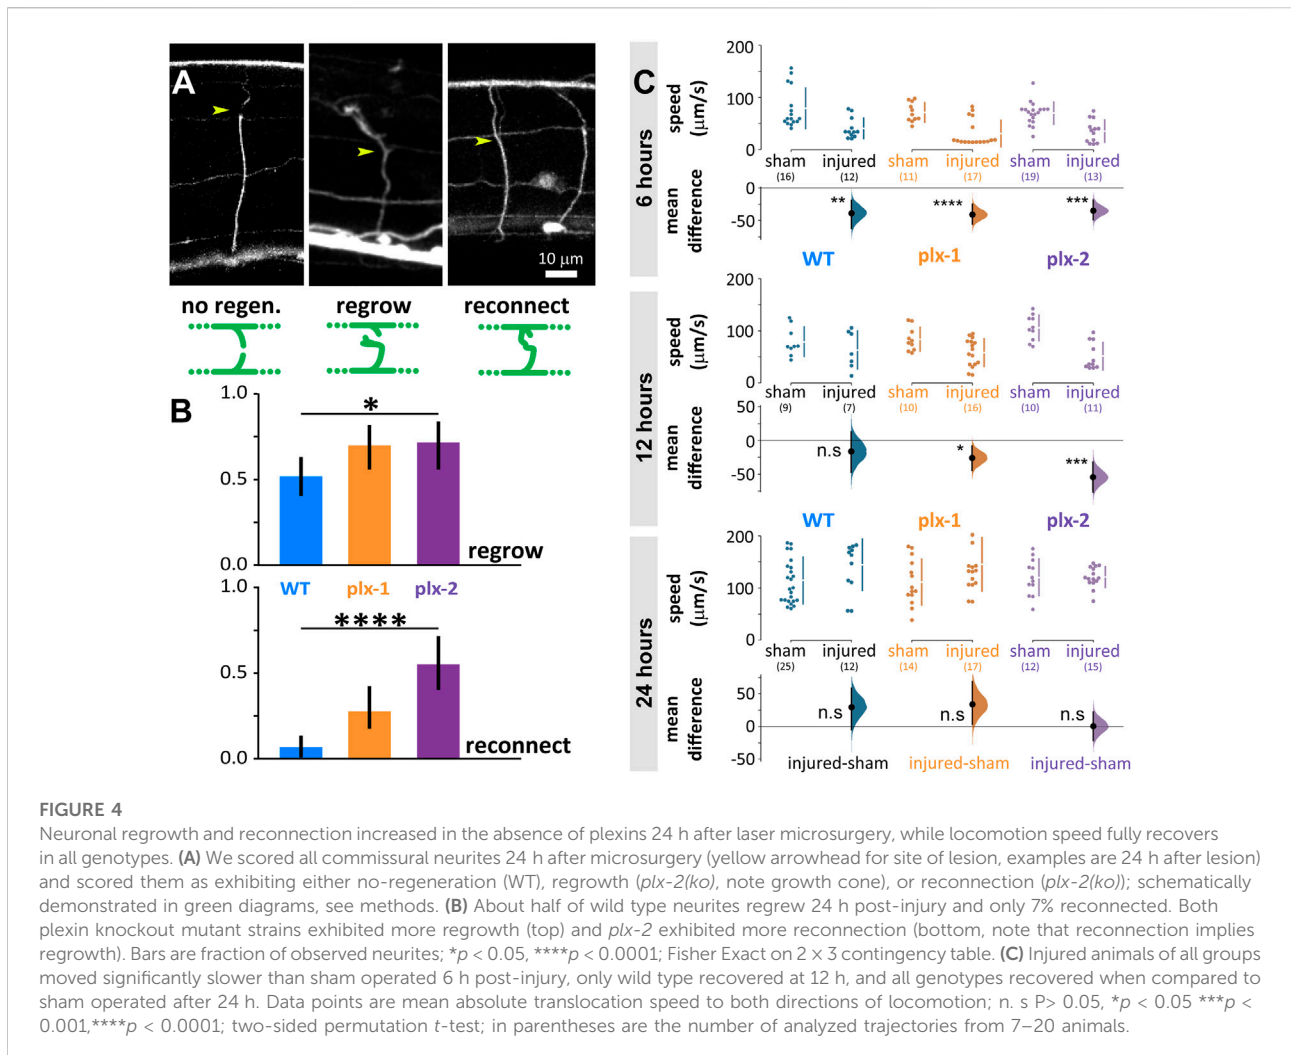 A
10 µm
no regen.
regrow
reconnect
B
1.0
*
0.5
0.0
regrow
WT
plx-1
plx-2
1.0
****
0.5
0.0
reconnect
C
6 hours
speed
(µm/s)
200
100
0
sham
injured
sham
injured
sham
injured
(16)
(12)
(11)
(17)
(19)
(13)
mean
difference
0
-50
**
****
***
WT
plx-1
plx-2
12 hours
speed
(µm/s)
200
100
0
sham
injured
sham
injured
sham
injured
(9)
(7)
(10)
(16)
(10)
(11)
mean
difference
50
0
-50
n.s
*
***
WT
plx-1
plx-2
24 hours
speed
(µm/s)
200
100
0
sham
injured
sham
injured
sham
injured
(25)
(12)
(14)
(17)
(12)
(15)
mean
difference
50
0
-50
n.s
n.s
n.s
injured-sham
injured-sham
injured-sham
FIGURE 4
Neuronal regrowth and reconnection increased in the absence of plexins 24 h after laser microsurgery, while locomotion speed fully recovers
in all genotypes. (A) We scored all commissural neurites 24 h after microsurgery (yellow arrowhead for site of lesion, examples are 24 h after lesion)
and scored them as exhibiting either no-regeneration (WT), regrowth (plx-2(ko), note growth cone), or reconnection (plx-2(ko)); schematically
demonstrated in green diagrams, see methods. (B) About half of wild type neurites regrew 24 h post-injury and only 7% reconnected. Both
plexin knockout mutant strains exhibited more regrowth (top) and plx-2 exhibited more reconnection (bottom, note that reconnection implies
regrowth). Bars are fraction of observed neurites; *p < 0.05, ****p < 0.0001; Fisher Exact on 2 × 3 contingency table. (C) Injured animals of all groups
moved significantly slower than sham operated 6 h post-injury, only wild type recovered at 12 h, and all genotypes recovered when compared to
sham operated after 24 h. Data points are mean absolute translocation speed to both directions of locomotion; n. s P> 0.05, *p < 0.05 ***p <
0.001,****p < 0.0001; two-sided permutation t-test; in parentheses are the number of analyzed trajectories from 7–20 animals.